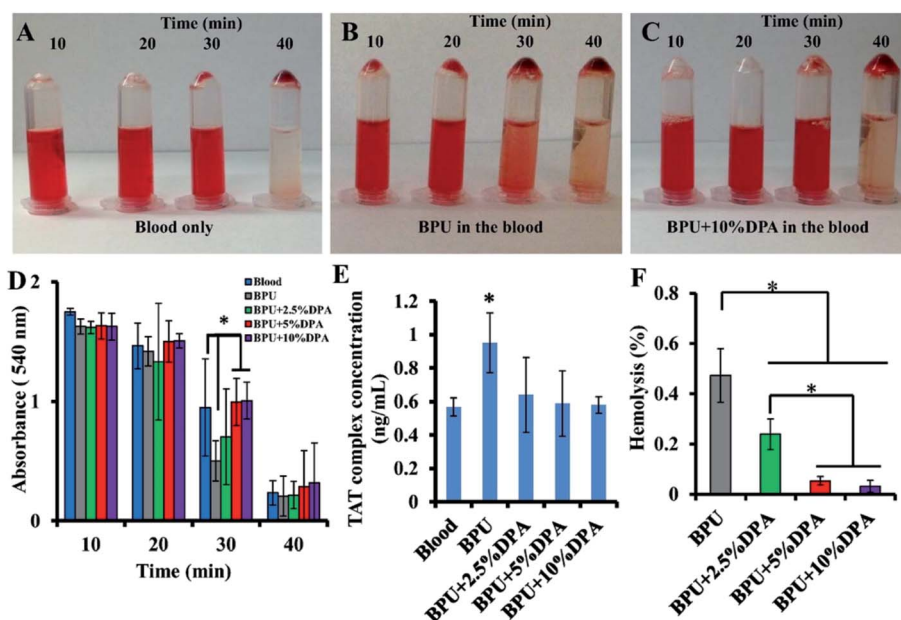 A
Time (min)
10 20 30 40
Blood only
B
Time (min)
10 20 30 40
BPU in the blood
C
Time (min)
10 20 30 40
BPU+10%DPA in the blood
D
Absorbance ( 540 nm)
2
1
0
Blood
BPU
BPU+2.5%DPA
BPU+5%DPA
BPU+10%DPA
*
10 20 30 40
Time (min)
E
TAT complex concentration
(ng/mL)
1.2
1
0.8
0.6
0.4
0.2
0
*
Blood
BPU
BPU+2.5%DPA
BPU+5%DPA
BPU+10%DPA
F
Hemolysis (%)
0.8
0.6
0.4
0.2
0
*
*
BPU
BPU+2.5%DPA
BPU+5%DPA
BPU+10%DPA